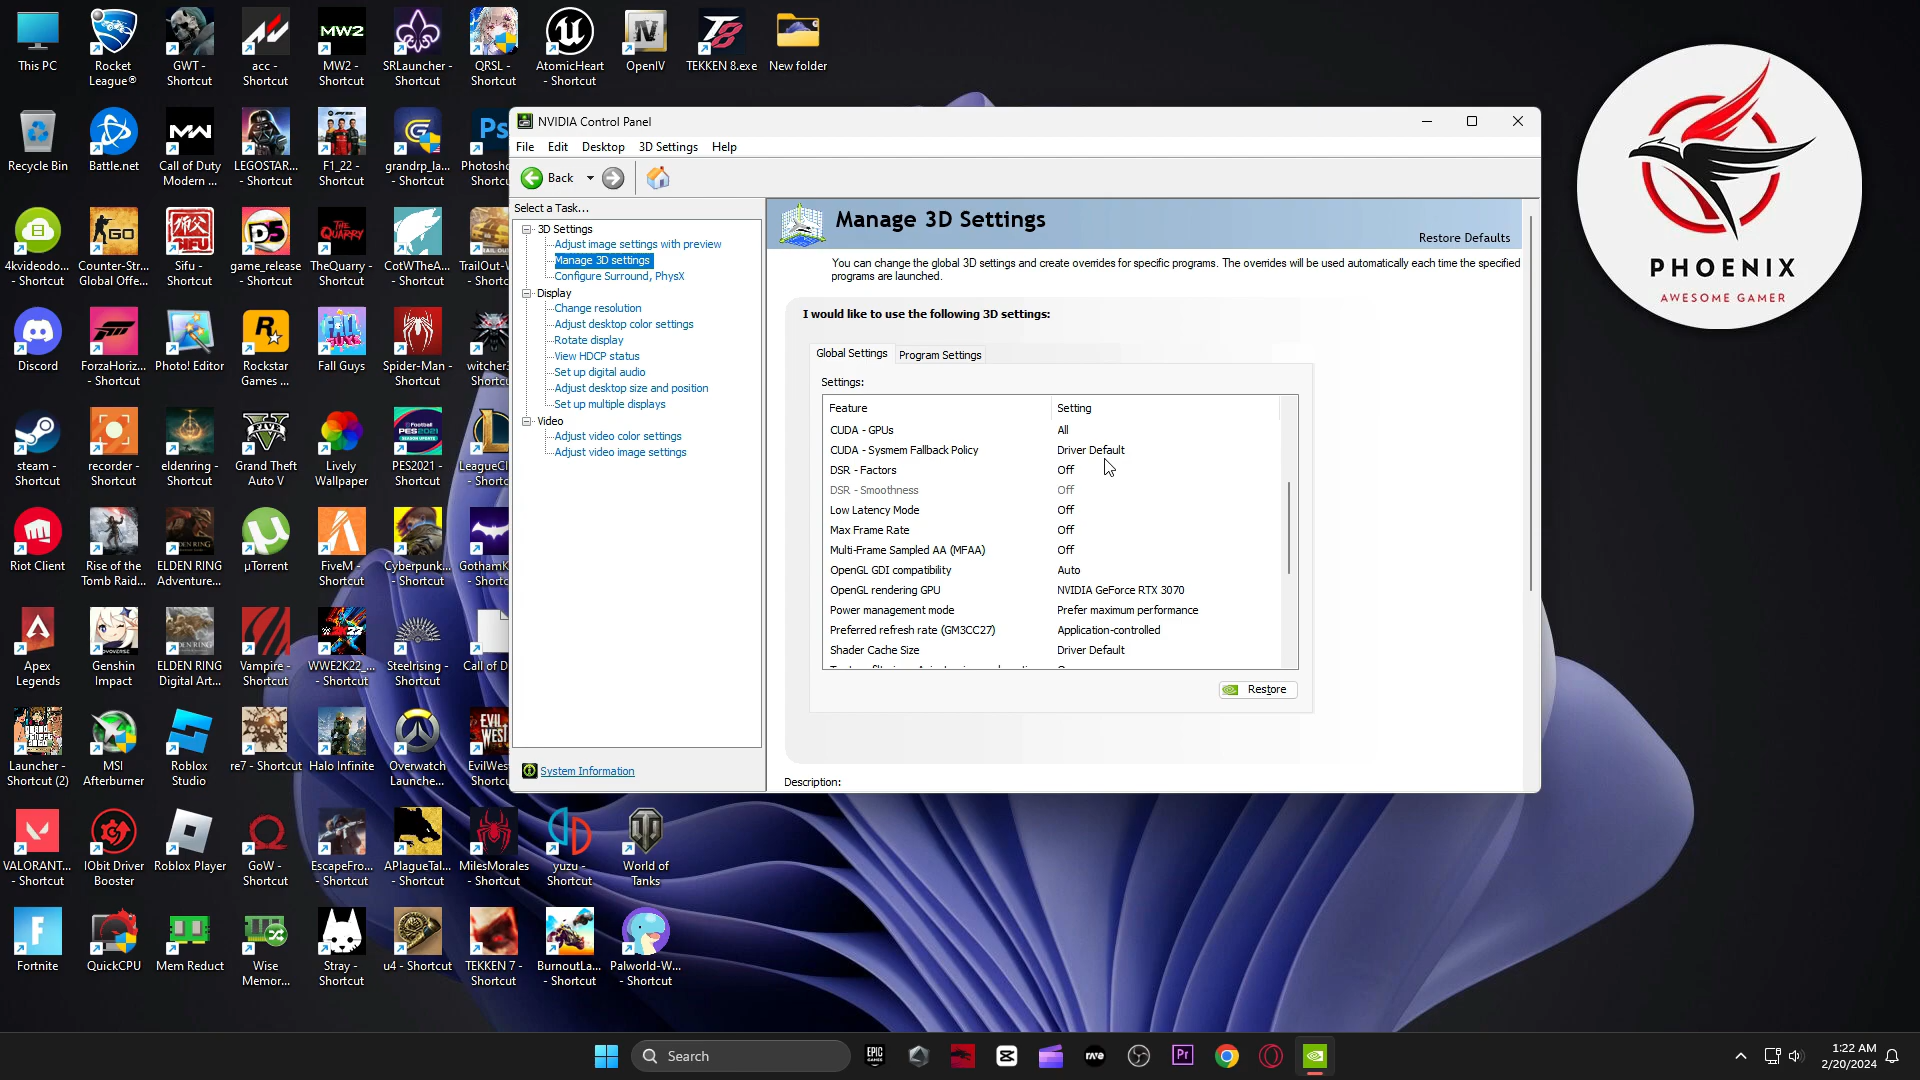 This PC
Rocket
League®
GWT -
Shortcut
acc -
Shortcut
MW2
MW2 -
Shortcut
SRLauncher -
Shortcut
QRSL -
Shortcut
AtomicHeart
- Shortcut
OpenIV
TEKKEN 8.exe
New folder
Recycle Bin
Battle.net
Call of Duty
Modern ...
LEGOSTAR...
- Shortcut
F1_22 -
Shortcut
grandrp_la...
- Shortcut
Ps
4kvideodo...
- Shortcut
GO
Counter-Str...
Global Offe...
SIFU
Sifu -
Shortcut
D5
game_release
- Shortcut
THE QUARRY
TheQuarry -
Shortcut
CotWTheA...
- Shortcut
Discord
ForzaHoriz...
- Shortcut
Photo! Editor
Rockstar
Games ...
FALL GUYS
Fall Guys
Spider-Man -
Shortcut
steam -
Shortcut
recorder -
Shortcut
eldenring -
Shortcut
V
Grand Theft
Auto V
Lively
Wallpaper
PES2021 -
Shortcut
Riot Client
Rise of the
Tomb Raid...
ELDEN RING
Adventure...
µTorrent
FiveM -
Shortcut
Cyberpunk...
- Shortcut
Apex
Legends
Genshin
Impact
ELDEN RING
Digital Art...
Vampire -
Shortcut
WWE2K22_...
- Shortcut
Steelrising -
Shortcut
Launcher -
Shortcut (2)
MSI
Afterburner
Roblox
Studio
re7 - Shortcut
Halo Infinite
Overwatch
Launche...
VALORANT...
- Shortcut
IObit Driver
Booster
Roblox Player
GoW -
Shortcut
EscapeFro...
- Shortcut
APlagueTal...
- Shortcut
MilesMorales
- Shortcut
yuzu -
Shortcut
World of
Tanks
Fortnite
QuickCPU
Mem Reduct
Wise
Memor...
Stray -
Shortcut
u4 - Shortcut
TEKKEN 7 -
Shortcut
BurnoutLa...
- Shortcut
Palworld-W...
- Shortcut
NVIDIA Control Panel
File Edit Desktop 3D Settings Help
Back
Select a Task...
3D Settings
Adjust image settings with preview
Manage 3D settings
Configure Surround, PhysX
Display
Change resolution
Adjust desktop color settings
Rotate display
View HDCP status
Set up digital audio
Adjust desktop size and position
Set up multiple displays
Video
Adjust video color settings
Adjust video image settings
System Information
Manage 3D Settings
Restore Defaults
You can change the global 3D settings and create overrides for specific programs. The overrides will be used automatically each time the specified
programs are launched.
I would like to use the following 3D settings:
Global Settings Program Settings
Settings:
Feature Setting
CUDA - GPUs All
CUDA - Sysmem Fallback Policy Driver Default
DSR - Factors Off
DSR - Smoothness Off
Low Latency Mode Off
Max Frame Rate Off
Multi-Frame Sampled AA (MFAA) Off
OpenGL GDI compatibility Auto
OpenGL rendering GPU NVIDIA GeForce RTX 3070
Power management mode Prefer maximum performance
Preferred refresh rate (GM3CC27) Application-controlled
Shader Cache Size Driver Default
Restore
Description:
PHOENIX
AWESOME GAMER
Search
EPIC GAMES
Pr
1:22 AM
2/20/2024